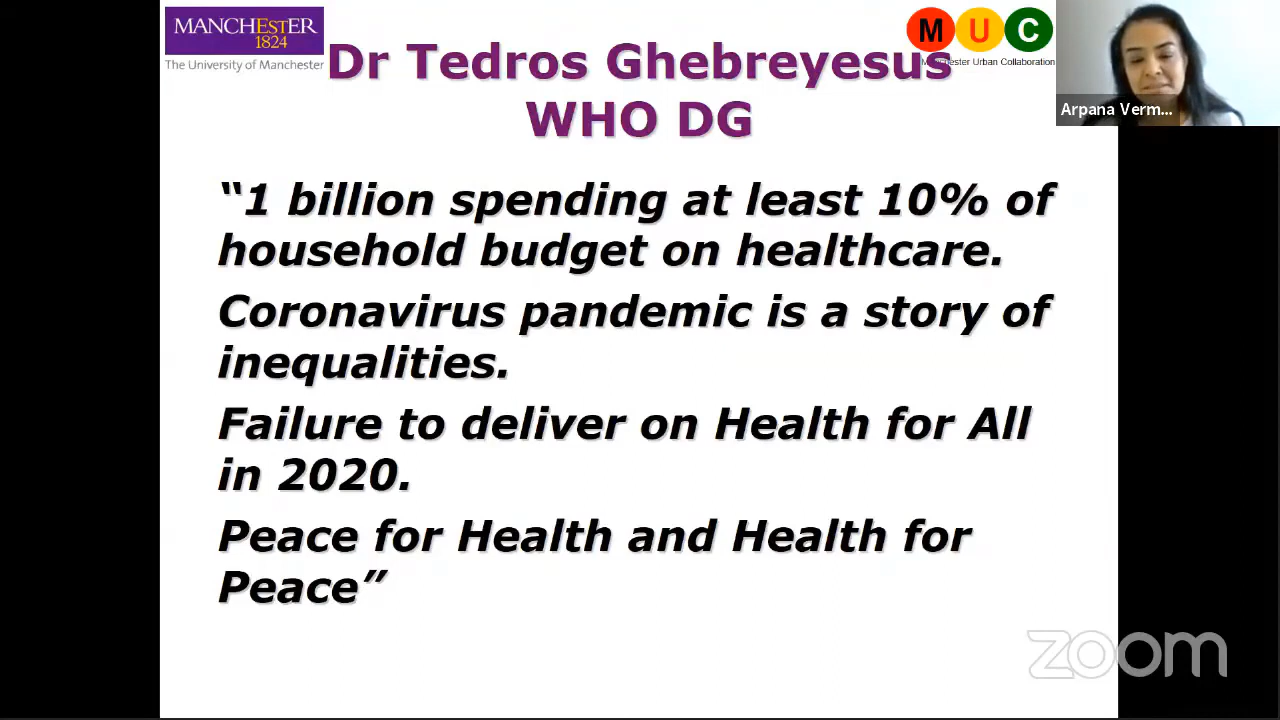 MANCHESTER
1824
The University of Manchester
M U C
Manchester Urban Collaboration
Dr Tedros Ghebreyesus
WHO DG
Arpana Verm...
“1 billion spending at least 10% of
household budget on healthcare.
Coronavirus pandemic is a story of
inequalities.
Failure to deliver on Health for All
in 2020.
Peace for Health and Health for
Peace”
zoom